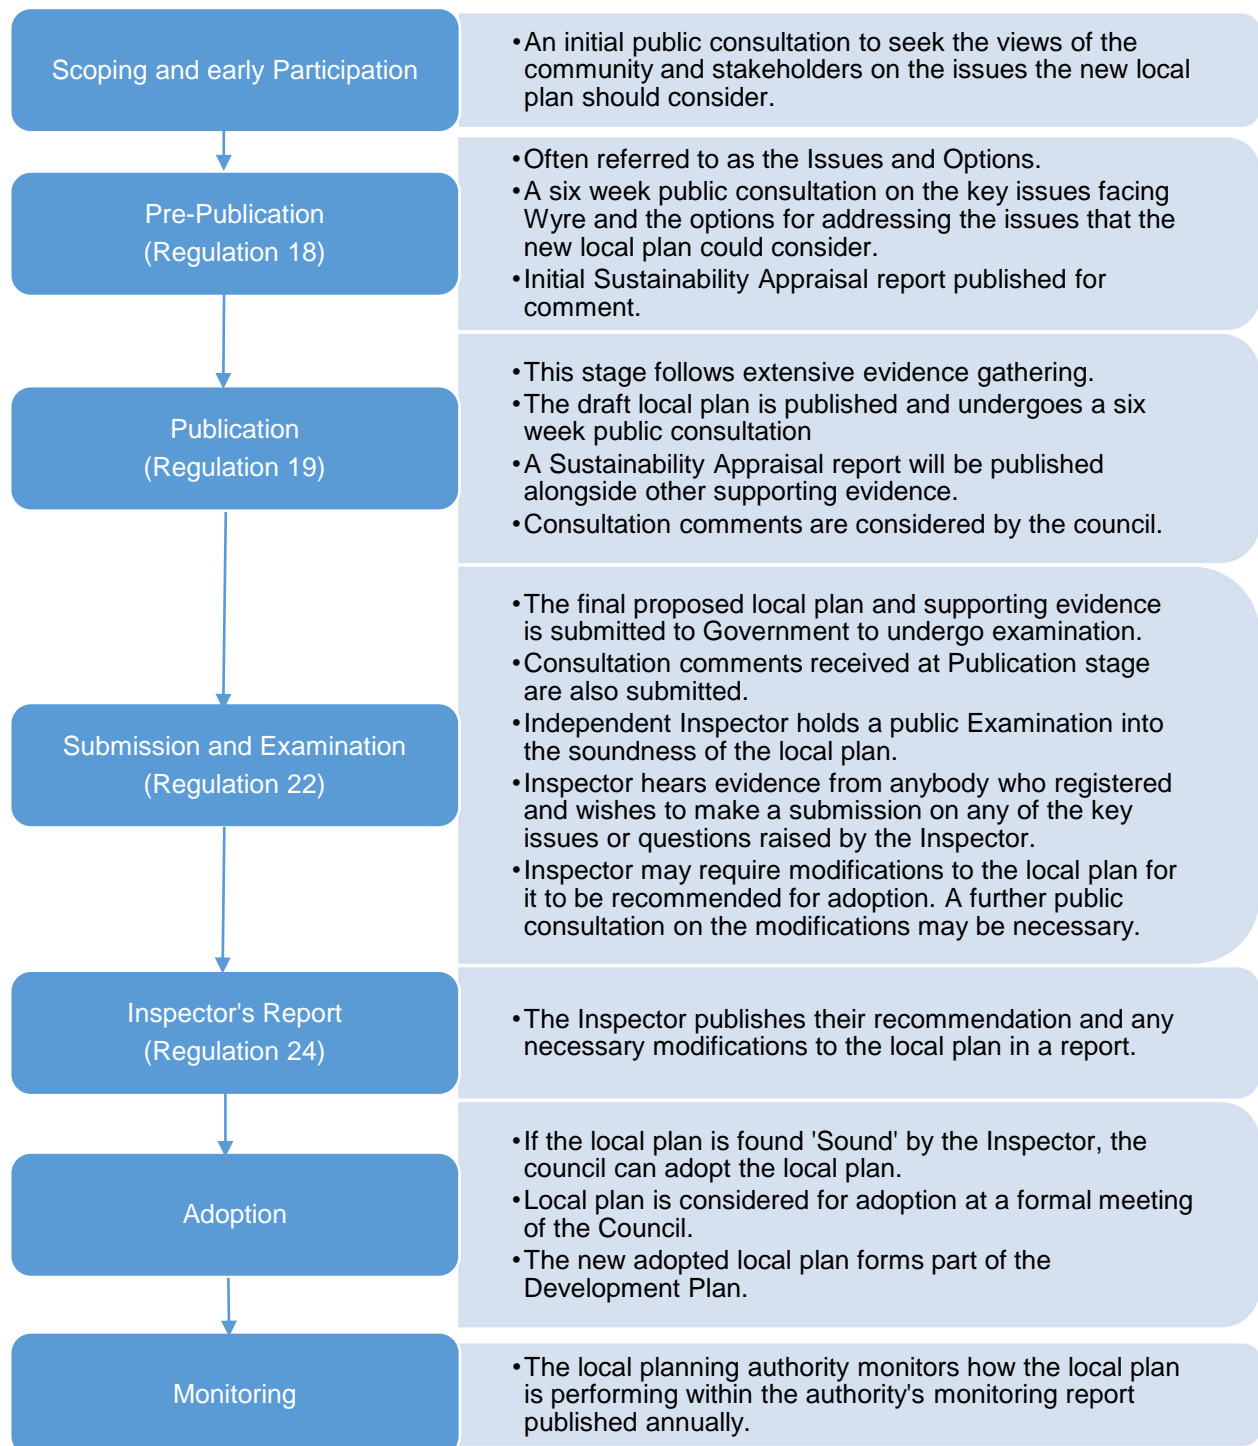 Scoping and early Participation
•An initial public consultation to seek the views of the
community and stakeholders on the issues the new local
plan should consider.
Pre-Publication
(Regulation 18)
•Often referred to as the Issues and Options.
•A six week public consultation on the key issues facing
Wyre and the options for addressing the issues that the
new local plan could consider.
•Initial Sustainability Appraisal report published for
comment.
Publication
(Regulation 19)
•This stage follows extensive evidence gathering.
•The draft local plan is published and undergoes a six
week public consultation
•A Sustainability Appraisal report will be published
alongside other supporting evidence.
•Consultation comments are considered by the council.
Submission and Examination
(Regulation 22)
•The final proposed local plan and supporting evidence
is submitted to Government to undergo examination.
•Consultation comments received at Publication stage
are also submitted.
•Independent Inspector holds a public Examination into
the soundness of the local plan.
•Inspector hears evidence from anybody who registered
and wishes to make a submission on any of the key
issues or questions raised by the Inspector.
•Inspector may require modifications to the local plan for
it to be recommended for adoption. A further public
consultation on the modifications may be necessary.
Inspector's Report
(Regulation 24)
•The Inspector publishes their recommendation and any
necessary modifications to the local plan in a report.
Adoption
•If the local plan is found 'Sound' by the Inspector, the
council can adopt the local plan.
•Local plan is considered for adoption at a formal meeting
of the Council.
•The new adopted local plan forms part of the
Development Plan.
Monitoring
•The local planning authority monitors how the local plan
is performing within the authority's monitoring report
published annually.